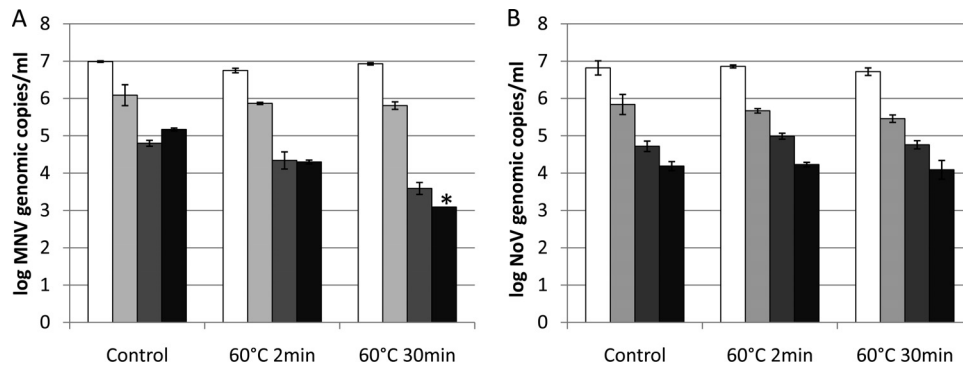 A
log MNV genomic copies/ml
8
7
6
5
4
3
2
1
0
*
Control
60°C 2min
60°C 30min
B
log NoV genomic copies/ml
8
7
6
5
4
3
2
1
0
Control
60°C 2min
60°C 30min